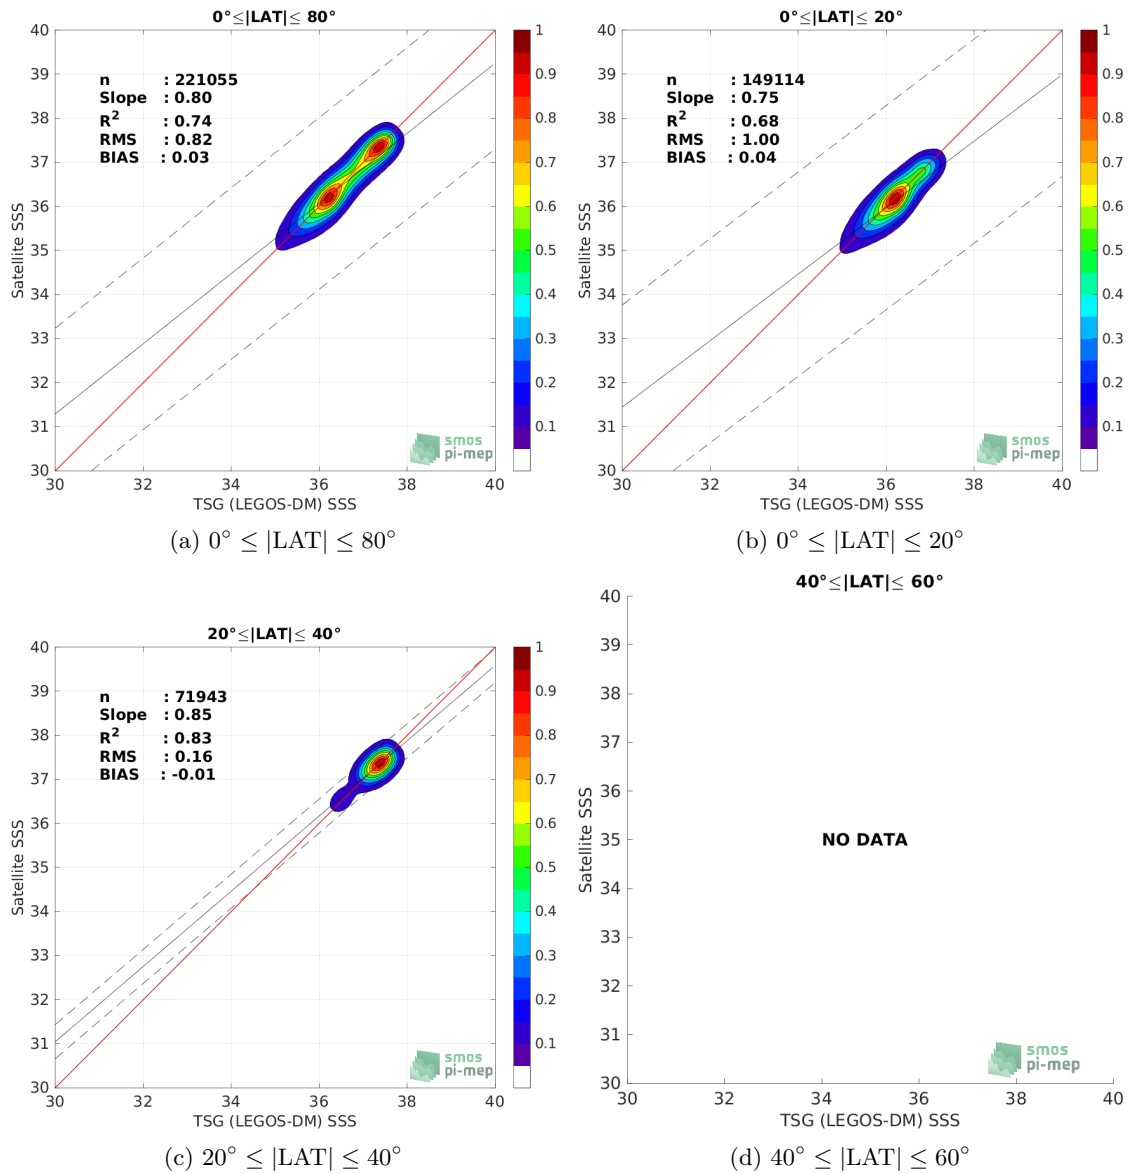 0°≤|LAT|≤ 80°
n : 221055
Slope : 0.80
R2 : 0.74
RMS : 0.82
BIAS : 0.03
40
39
38
37
36
35
34
33
32
31
30
Satellite SSS
30 32 34 36 38 40
TSG (LEGOS-DM) SSS
1
0.9
0.8
0.7
0.6
0.5
0.4
0.3
0.2
0.1
smos
pi-mep
(a) 0° ≤ |LAT| ≤ 80°
0°≤|LAT|≤ 20°
n : 149114
Slope : 0.75
R2 : 0.68
RMS : 1.00
BIAS : 0.04
40
39
38
37
36
35
34
33
32
31
30
Satellite SSS
30 32 34 36 38 40
TSG (LEGOS-DM) SSS
1
0.9
0.8
0.7
0.6
0.5
0.4
0.3
0.2
0.1
smos
pi-mep
(b) 0° ≤ |LAT| ≤ 20°
20°≤|LAT|≤ 40°
n : 71943
Slope : 0.85
R2 : 0.83
RMS : 0.16
BIAS : -0.01
40
39
38
37
36
35
34
33
32
31
30
Satellite SSS
30 32 34 36 38 40
TSG (LEGOS-DM) SSS
1
0.9
0.8
0.7
0.6
0.5
0.4
0.3
0.2
0.1
smos
pi-mep
(c) 20° ≤ |LAT| ≤ 40°
40°≤|LAT|≤ 60°
40
39
38
37
36
35
34
33
32
31
30
Satellite SSS
NO DATA
30 32 34 36 38 40
TSG (LEGOS-DM) SSS
smos
pi-mep
(d) 40° ≤ |LAT| ≤ 60°